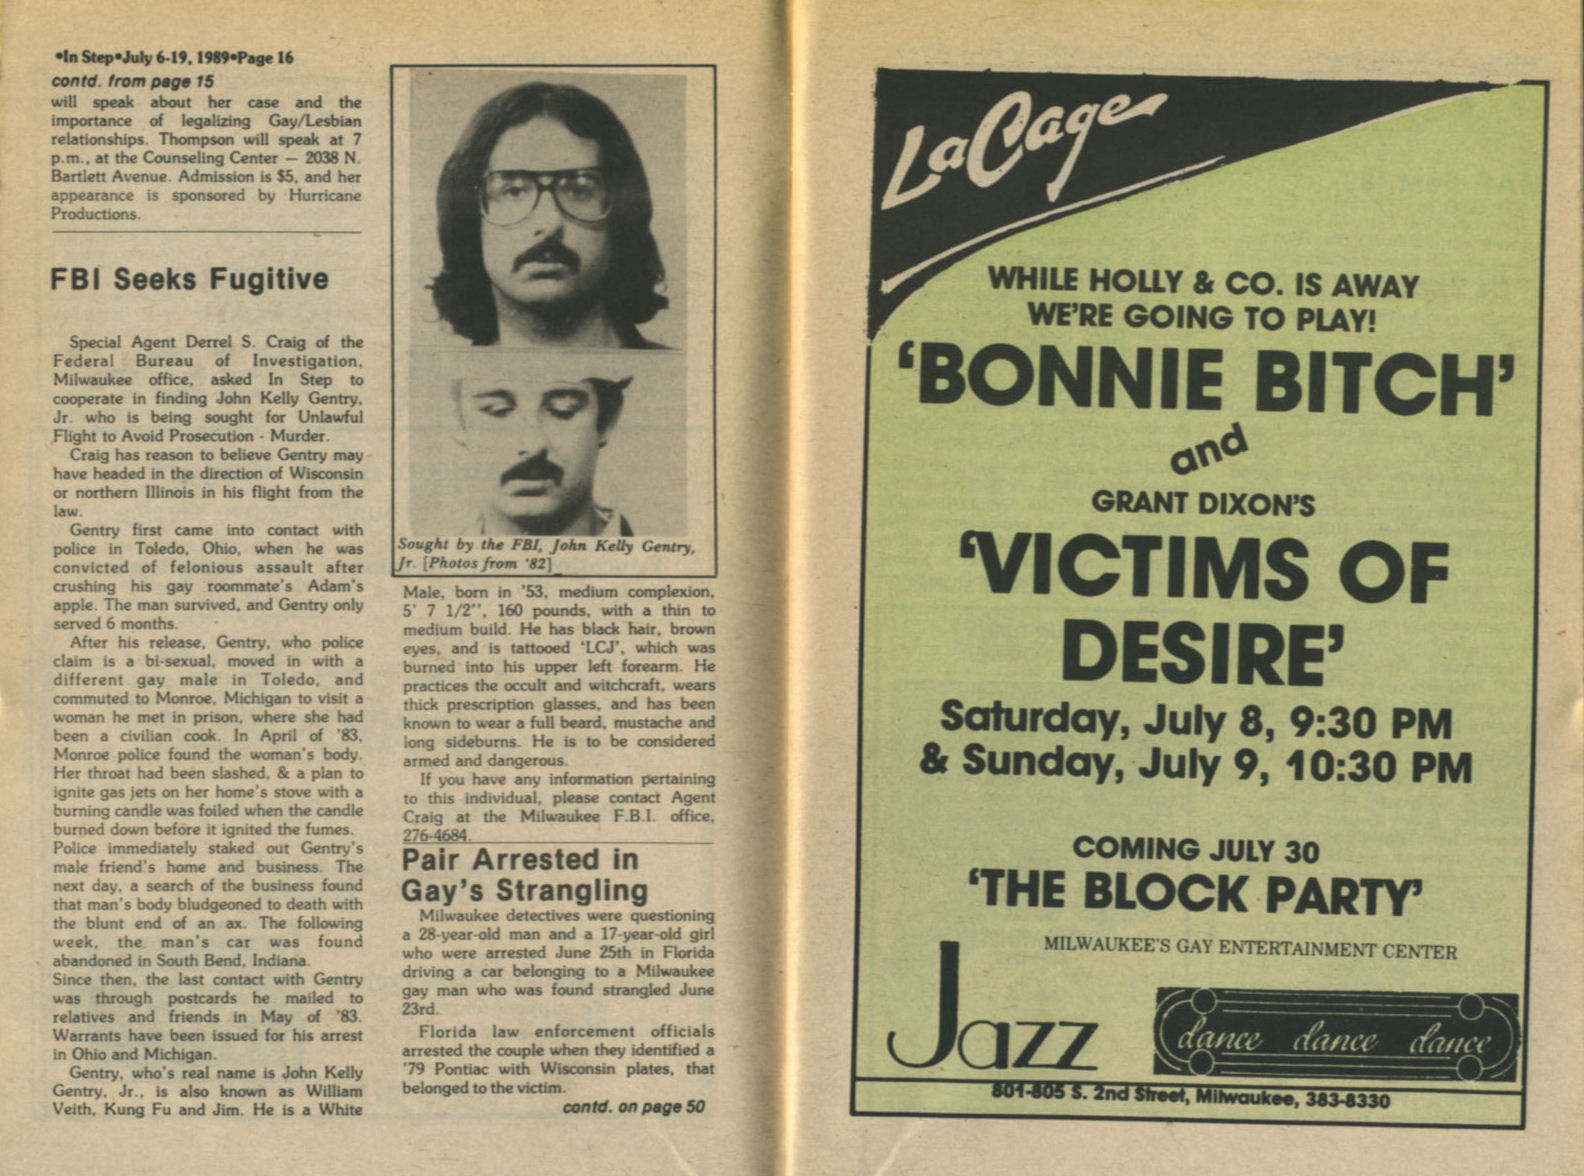 •In Step•July 6-19, 1989•Page 16
contd. from page 15
will speak about her case and the
importance of legalizing Gay/Lesbian
relationships. Thompson will speak at 7
p.m., at the Counseling Center — 2038 N.
Bartlett Avenue. Admission is $5, and her
appearance is sponsored by Hurricane
Productions.
FBI Seeks Fugitive
Special Agent Derrel S. Craig of the
Federal Bureau of Investigation,
Milwaukee office, asked In Step to
cooperate in finding John Kelly Gentry,
Jr. who is being sought for Unlawful
Flight to Avoid Prosecution - Murder.
Craig has reason to believe Gentry may
have headed in the direction of Wisconsin
or northern Illinois in his flight from the
law.
Gentry first came into contact with
police in Toledo, Ohio, when he was
convicted of felonious assault after
crushing his gay roommate's Adam's
apple. The man survived, and Gentry only
served 6 months.
After his release, Gentry, who police
claim is a bi-sexual, moved in with a
different gay male in Toledo, and
commuted to Monroe, Michigan to visit a
woman he met in prison, where she had
been a civilian cook. In April of '83,
Monroe police found the woman's body.
Her throat had been slashed, & a plan to
ignite gas jets on her home's stove with a
burning candle was foiled when the candle
burned down before it ignited the fumes.
Police immediately staked out Gentry's
male friend's home and business. The
next day, a search of the business found
that man's body bludgeoned to death with
the blunt end of an ax. The following
week, the man's car was found
abandoned in South Bend, Indiana.
Since then, the last contact with Gentry
was through postcards he mailed to
relatives and friends in May of '83.
Warrants have been issued for his arrest
in Ohio and Michigan.
Gentry, who's real name is John Kelly
Gentry, Jr., is also known as William
Veith, Kung Fu and Jim. He is a White
Sought by the FBI, John Kelly Gentry,
Jr. [Photos from '82]
Male, born in '53, medium complexion,
5' 7 1/2", 160 pounds, with a thin to
medium build. He has black hair, brown
eyes, and is tattooed 'LCJ', which was
burned into his upper left forearm. He
practices the occult and witchcraft, wears
thick prescription glasses, and has been
known to wear a full beard, mustache and
long sideburns. He is to be considered
armed and dangerous.
If you have any information pertaining
to this individual, please contact Agent
Craig at the Milwaukee F.B.I. office,
276-4684.
Pair Arrested in
Gay's Strangling
Milwaukee detectives were questioning
a 28-year-old man and a 17-year-old girl
who were arrested June 25th in Florida
driving a car belonging to a Milwaukee
gay man who was found strangled June
23rd.
Florida law enforcement officials
arrested the couple when they identified a
'79 Pontiac with Wisconsin plates, that
belonged to the victim.
contd. on page 50
LaCage
WHILE HOLLY & CO. IS AWAY
WE'RE GOING TO PLAY!
'BONNIE BITCH'
and
GRANT DIXON'S
'VICTIMS OF
DESIRE'
Saturday, July 8, 9:30 PM
& Sunday, July 9, 10:30 PM
COMING JULY 30
'THE BLOCK PARTY'
MILWAUKEE'S GAY ENTERTAINMENT CENTER
Jazz
dance dance dance
801-805 S. 2nd Street, Milwaukee, 383-8330